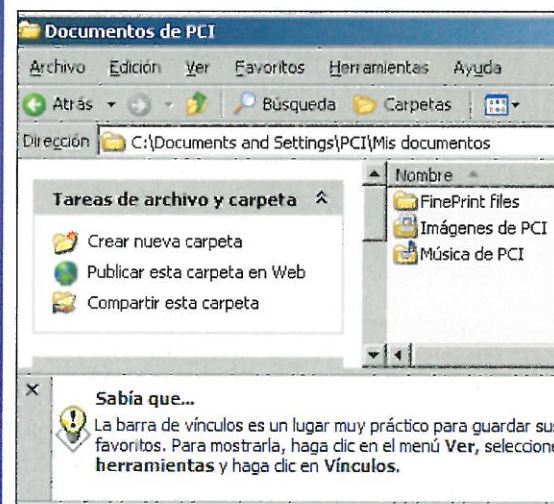 Documentos de PCI
Archivo Edición Ver Favoritos Herramientas Ayuda
Atrás Búsqueda Carpetas
Dirección C:\Documents and Settings\PCI\Mis documentos
Tareas de archivo y carpeta
Crear nueva carpeta
Publicar esta carpeta en Web
Compartir esta carpeta
Nombre
FinePrint files
Imágenes de PCI
Música de PCI
Sabía que...
La barra de vínculos es un lugar muy práctico para guardar sus
favoritos. Para mostrarla, haga clic en el menú Ver, seleccione
herramientas y haga clic en Vínculos.